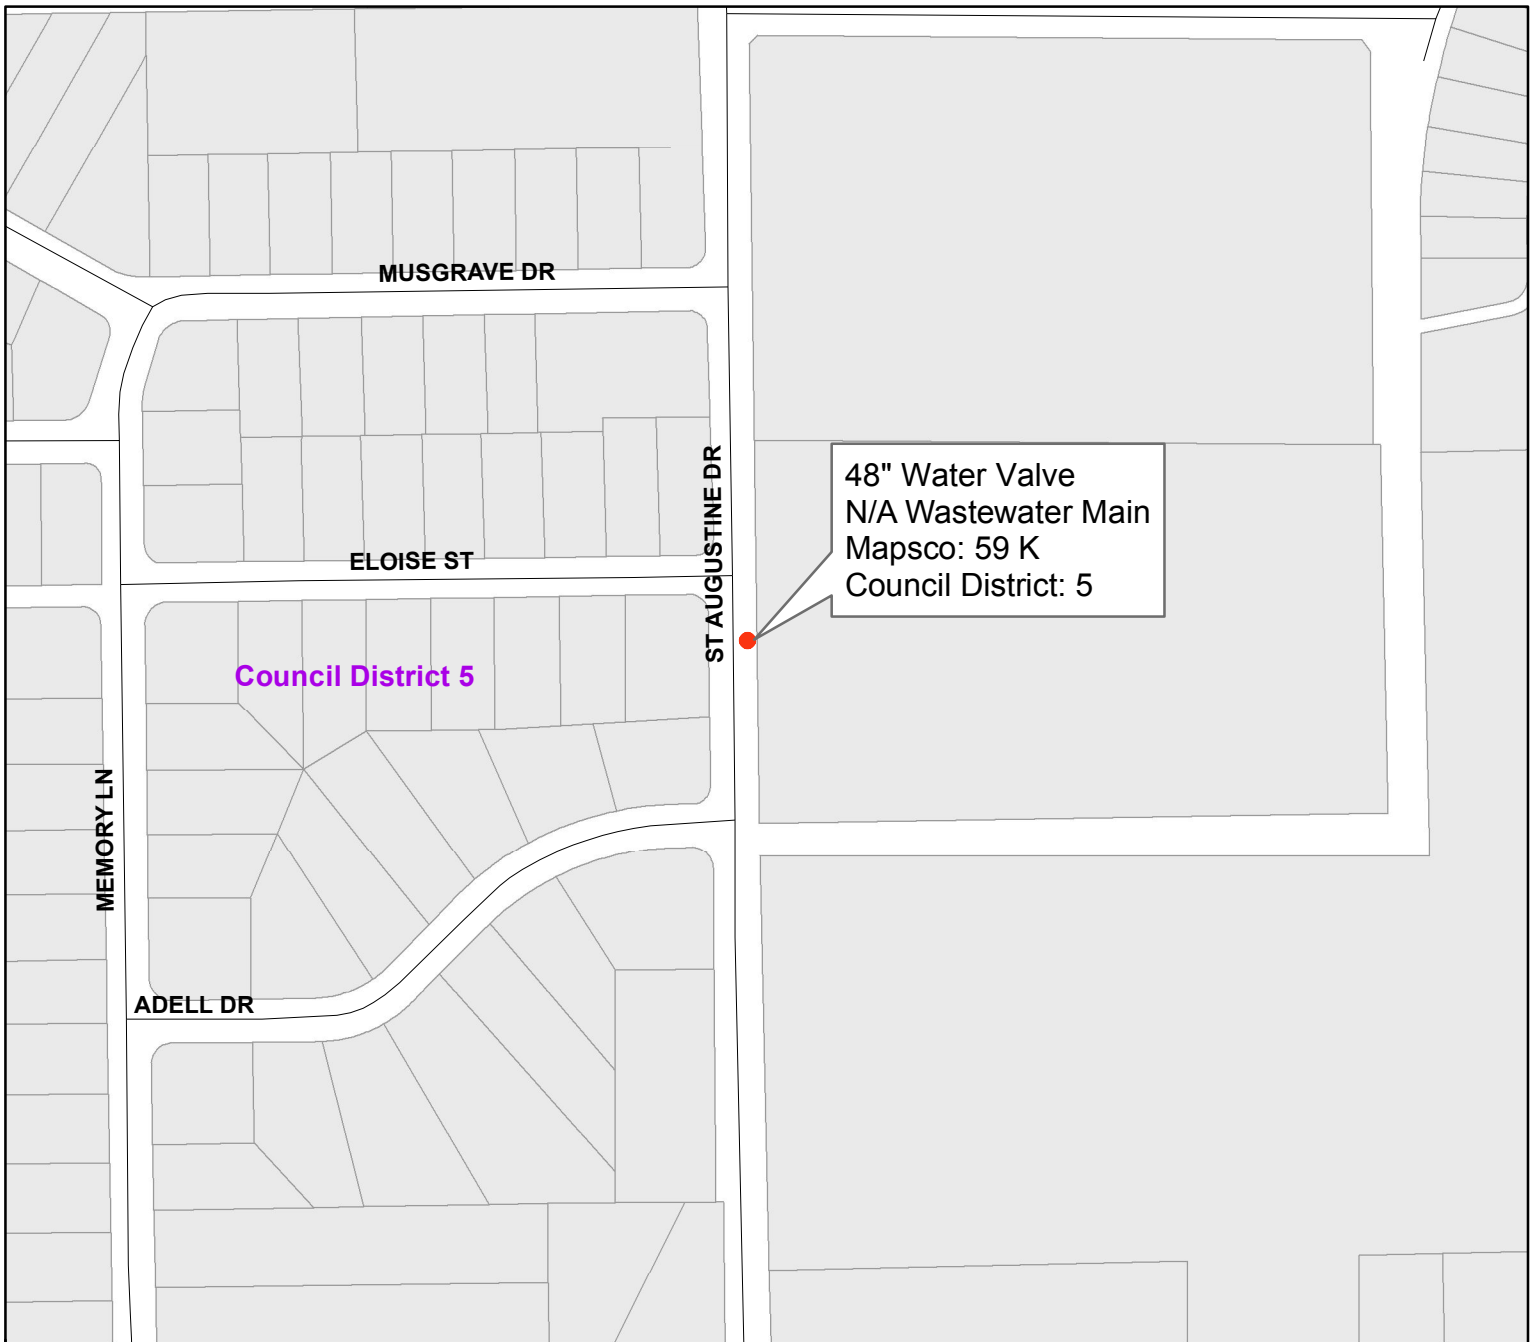 MUSGRAVE DR
ST AUGUSTINE DR
48" Water Valve
N/A Wastewater Main
Mapsco: 59 K
Council District: 5
ELOISE ST
Council District 5
MEMORY LN
ADELL DR